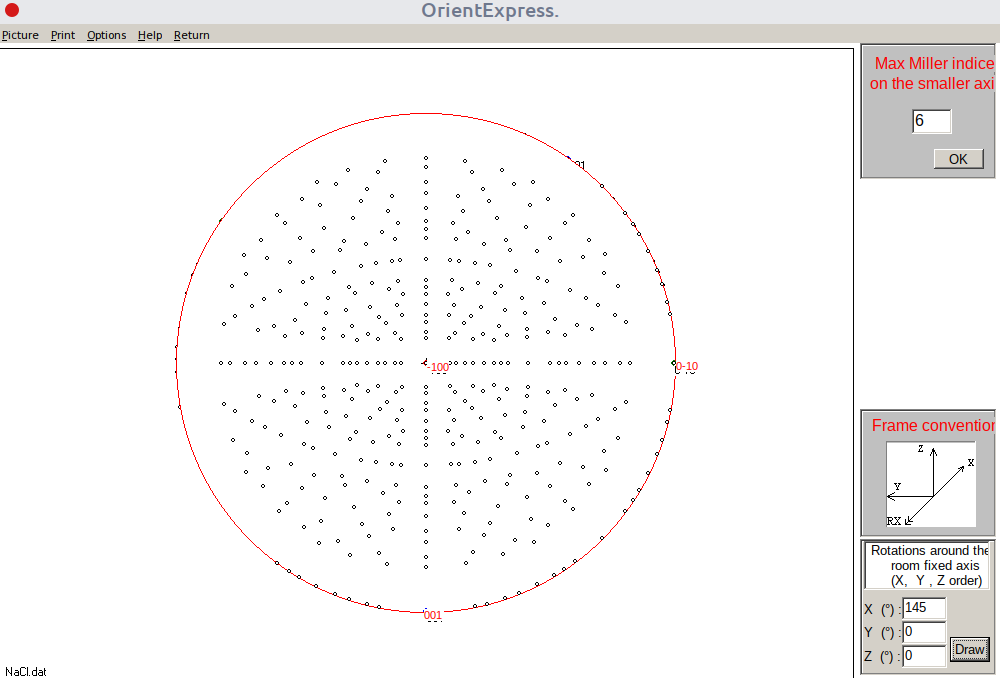 OrientExpress.
Picture Print Options Help Return
Max Miller indice
on the smaller axi
6
OK
-100
0-10
001
Frame convention
Z
X
Y
RX
Rotations around the
room fixed axis
(X, Y , Z order)
X (°) : 145
Y (°) : 0
Z (°) : 0
Draw
NaCl.dat